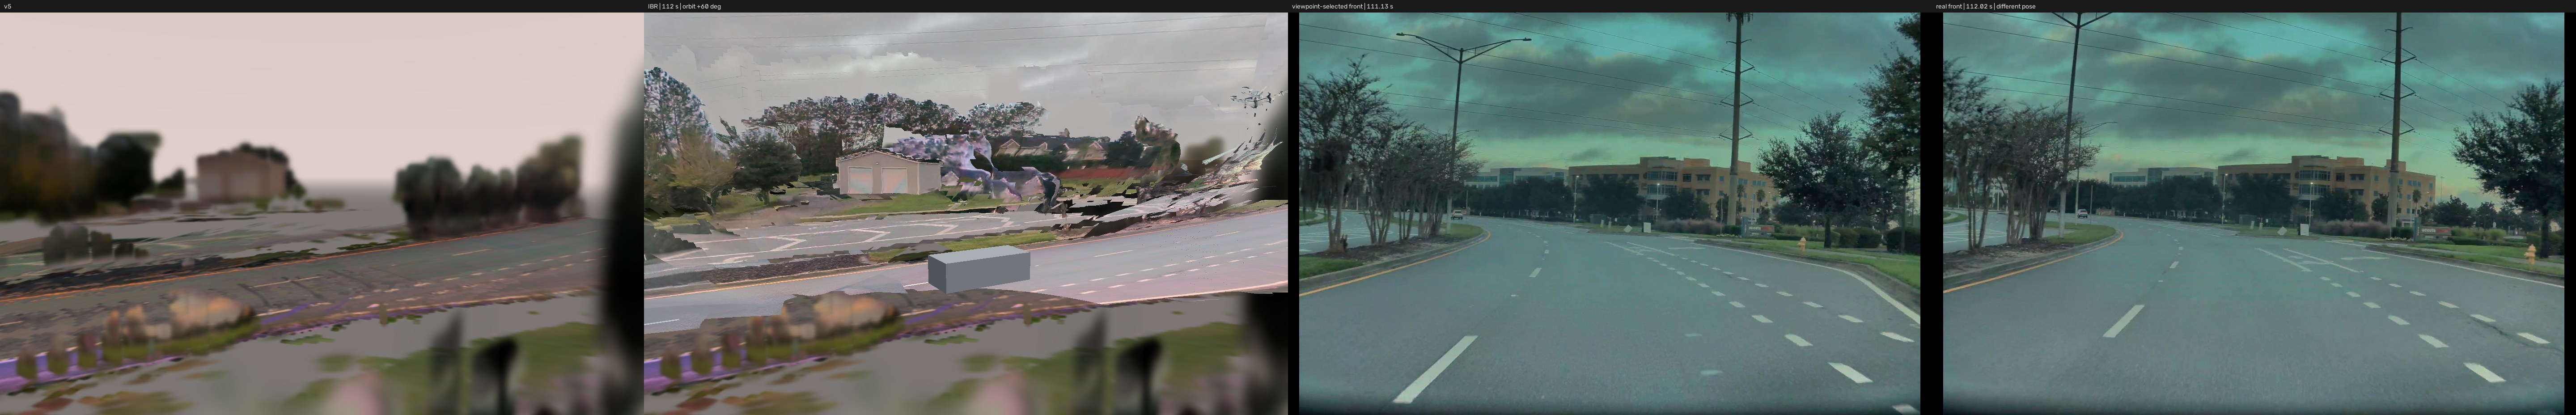 v5
IBR | 112 s | orbit +60 deg
viewpoint-selected front | 111.13 s
real front | 112.02 s | different pose